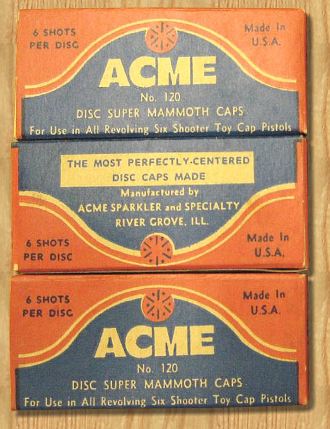 6 SHOTS
PER DISC
Made In
U.S.A.
ACME
No. 120
DISC SUPER MAMMOTH CAPS
For Use in All Revolving Six Shooter Toy Cap Pistols
THE MOST PERFECTLY-CENTERED
DISC CAPS MADE
Manufactured by
ACME SPARKLER and SPECIALTY
RIVER GROVE, ILL.
6 SHOTS
PER DISC
Made In
U.S.A.
6 SHOTS
PER DISC
Made In
U.S.A.
ACME
No. 120
DISC SUPER MAMMOTH CAPS
For Use in All Revolving Six Shooter Toy Cap Pistols